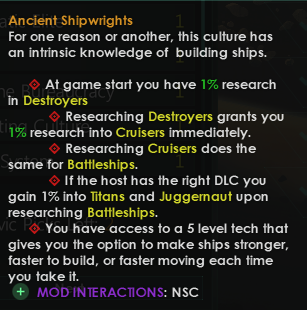 Ancient Shipwrights
For one reason or another, this culture has
an intrinsic knowledge of building ships.
At game start you have 1% research
in Destroyers
Researching Destroyers grants you
1% research into Cruisers immediately.
Researching Cruisers does the
same for Battleships.
If the host has the right DLC you
gain 1% into Titans and Juggernaut upon
researching Battleships.
You have access to a 5 level tech that
gives you the option to make ships stronger,
faster to build, or faster moving each time
you take it.
MOD INTERACTIONS: NSC